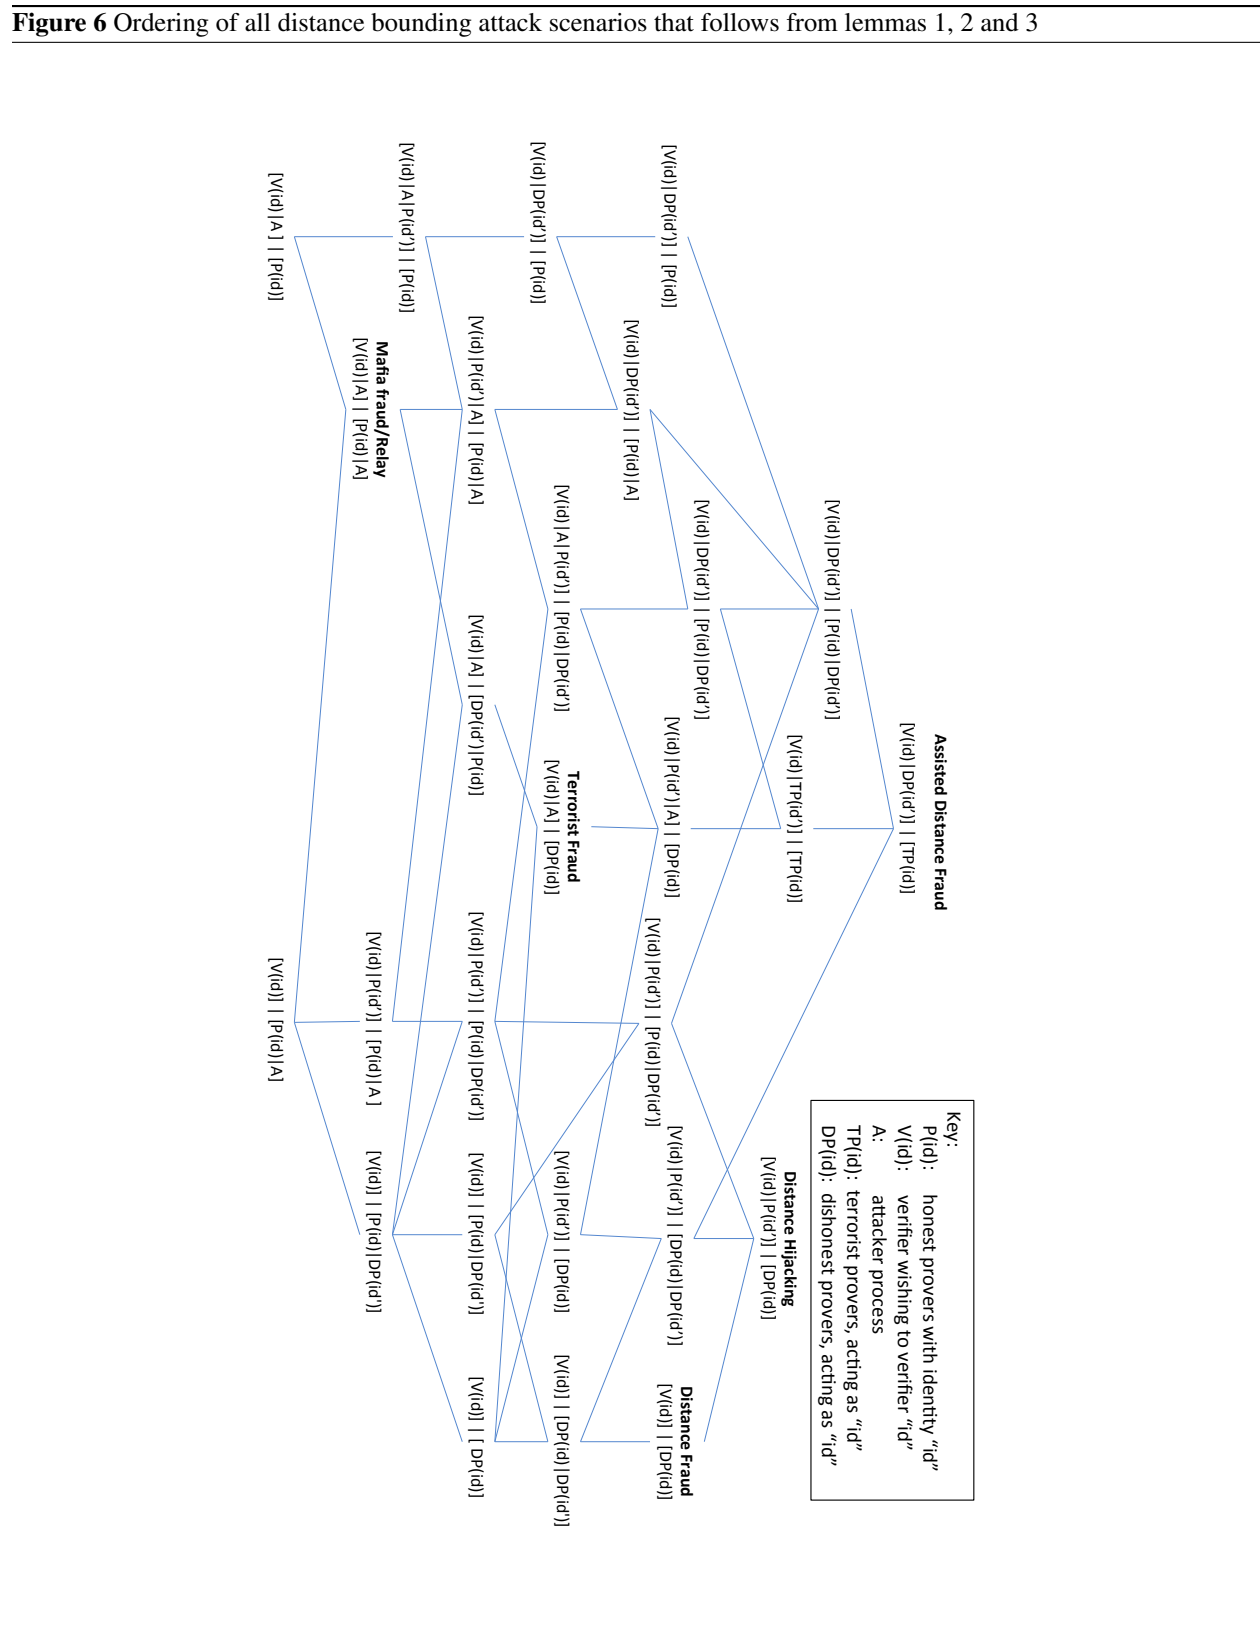 Figure 6 Ordering of all distance bounding attack scenarios that follows from lemmas 1, 2 and 3
Key:
P(id): honest provers with identity “id”
V(id): verifier wishing to verifier “id”
A: attacker process
TP(id): terrorist provers, acting as “id”
DP(id): dishonest provers, acting as “id”
Assisted Distance Fraud
[V(id)|DP(id’)] | [TP(id)]
[V(id)|DP(id’)] | [P(id)|DP(id’)]
[V(id)|TP(id’)] | [TP(id)]
Distance Hijacking
[V(id)|P(id’)] | [DP(id)]
[V(id)|DP(id’)] | [P(id)|DP(id’)]
[V(id)|DP(id’)] | [P(id)]
[V(id)|P(id’)|A] | [DP(id)]
[V(id)|P(id’)] | [DP(id)|DP(id’)]
Distance Fraud
[V(id)] | [DP(id)]
[V(id)|P(id’)] | [P(id)|DP(id’)]
[V(id)|DP(id’)] | [P(id)|A]
Terrorist Fraud
[V(id)|A] | [DP(id)]
[V(id)|A|P(id’)] | [P(id)|DP(id’)]
[V(id)|P(id’)] | [DP(id)]
[V(id)] | [DP(id)|DP(id’)]
[V(id)|DP(id’)] | [P(id)]
[V(id)|P(id’)|A] | [P(id)|A]
[V(id)|A] | [DP(id’)|P(id)]
[V(id)|P(id’)] | [P(id)|DP(id’)]
[V(id)] | [P(id)|DP(id’)]
[V(id)] | [ DP(id)]
[V(id)|A|P(id’)] | [P(id)]
Mafia fraud/Relay
[V(id)|A] | [P(id)|A]
[V(id)|P(id’)] | [P(id)|A ]
[V(id)] | [P(id)|DP(id’)]
[V(id)|A ] | [P(id)]
[V(id)] | [P(id)|A]